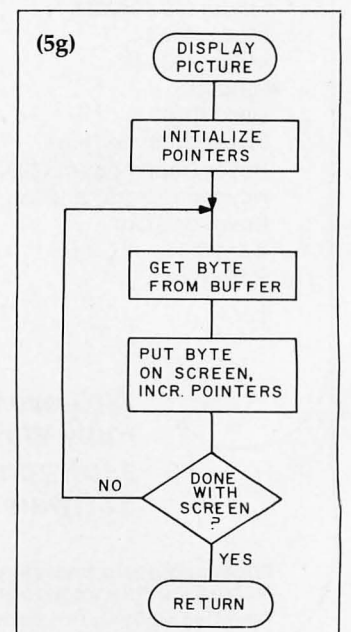 (5g)
DISPLAY
PICTURE
INITIALIZE
POINTERS
GET BYTE
FROM BUFFER
PUT BYTE
ON SCREEN,
INCR. POINTERS
DONE
WITH
SCREEN
?
NO
YES
RETURN